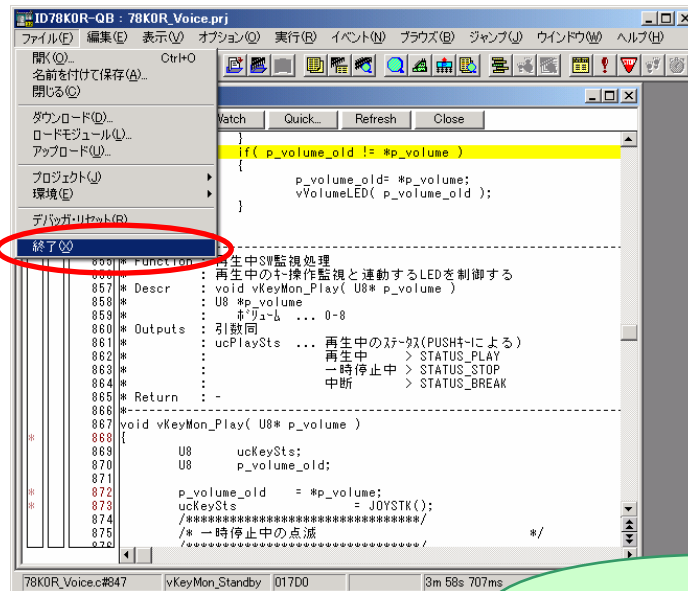 ID78K0R-QB : 78K0R_Voice.prj
ファイル(F) 編集(E) 表示(V) オプション(O) 実行(R) イベント(N) ブラウズ(B) ジャンプ(J) ウインドウ(W) ヘルプ(H)
開く(O)... Ctrl+O
名前を付けて保存(A)...
閉じる(C)
ダウンロード(D)...
ロードモジュール(L)...
アップロード(U)...
プロジェクト(J)
環境(E)
デバッガ・リセット(R)...
終了(X)
Watch Quick... Refresh Close
}
if( p_volume_old != *p_volume )
{
p_volume_old= *p_volume;
vVolumeLED( p_volume_old );
}
855 * Function : 再生中SW監視処理
856 * : 再生中のキー操作監視と連動するLEDを制御する
857 * Descr : void vKeyMon_Play( U8* p_volume )
858 * : U8 *p_volume
859 * : ボリューム ... 0-8
860 * Outputs : 引数同
861 * : ucPlaySts ... 再生中のステータス(PUSHキーによる)
862 * : 再生中 > STATUS_PLAY
863 * : 一時停止中 > STATUS_STOP
864 * : 中断 > STATUS_BREAK
865 * Return : -
866 *------------------------------------------------------------
867 void vKeyMon_Play( U8* p_volume )
* 868 {
869 U8 ucKeySts;
870 U8 p_volume_old;
871
* 872 p_volume_old = *p_volume;
* 873 ucKeySts = JOYSTK();
874 /********************************/
875 /* 一時停止中の点滅 */
876 /********************************/
78K0R_Voice.c#847 vKeyMon_Standby 017D0 3m 58s 707ms